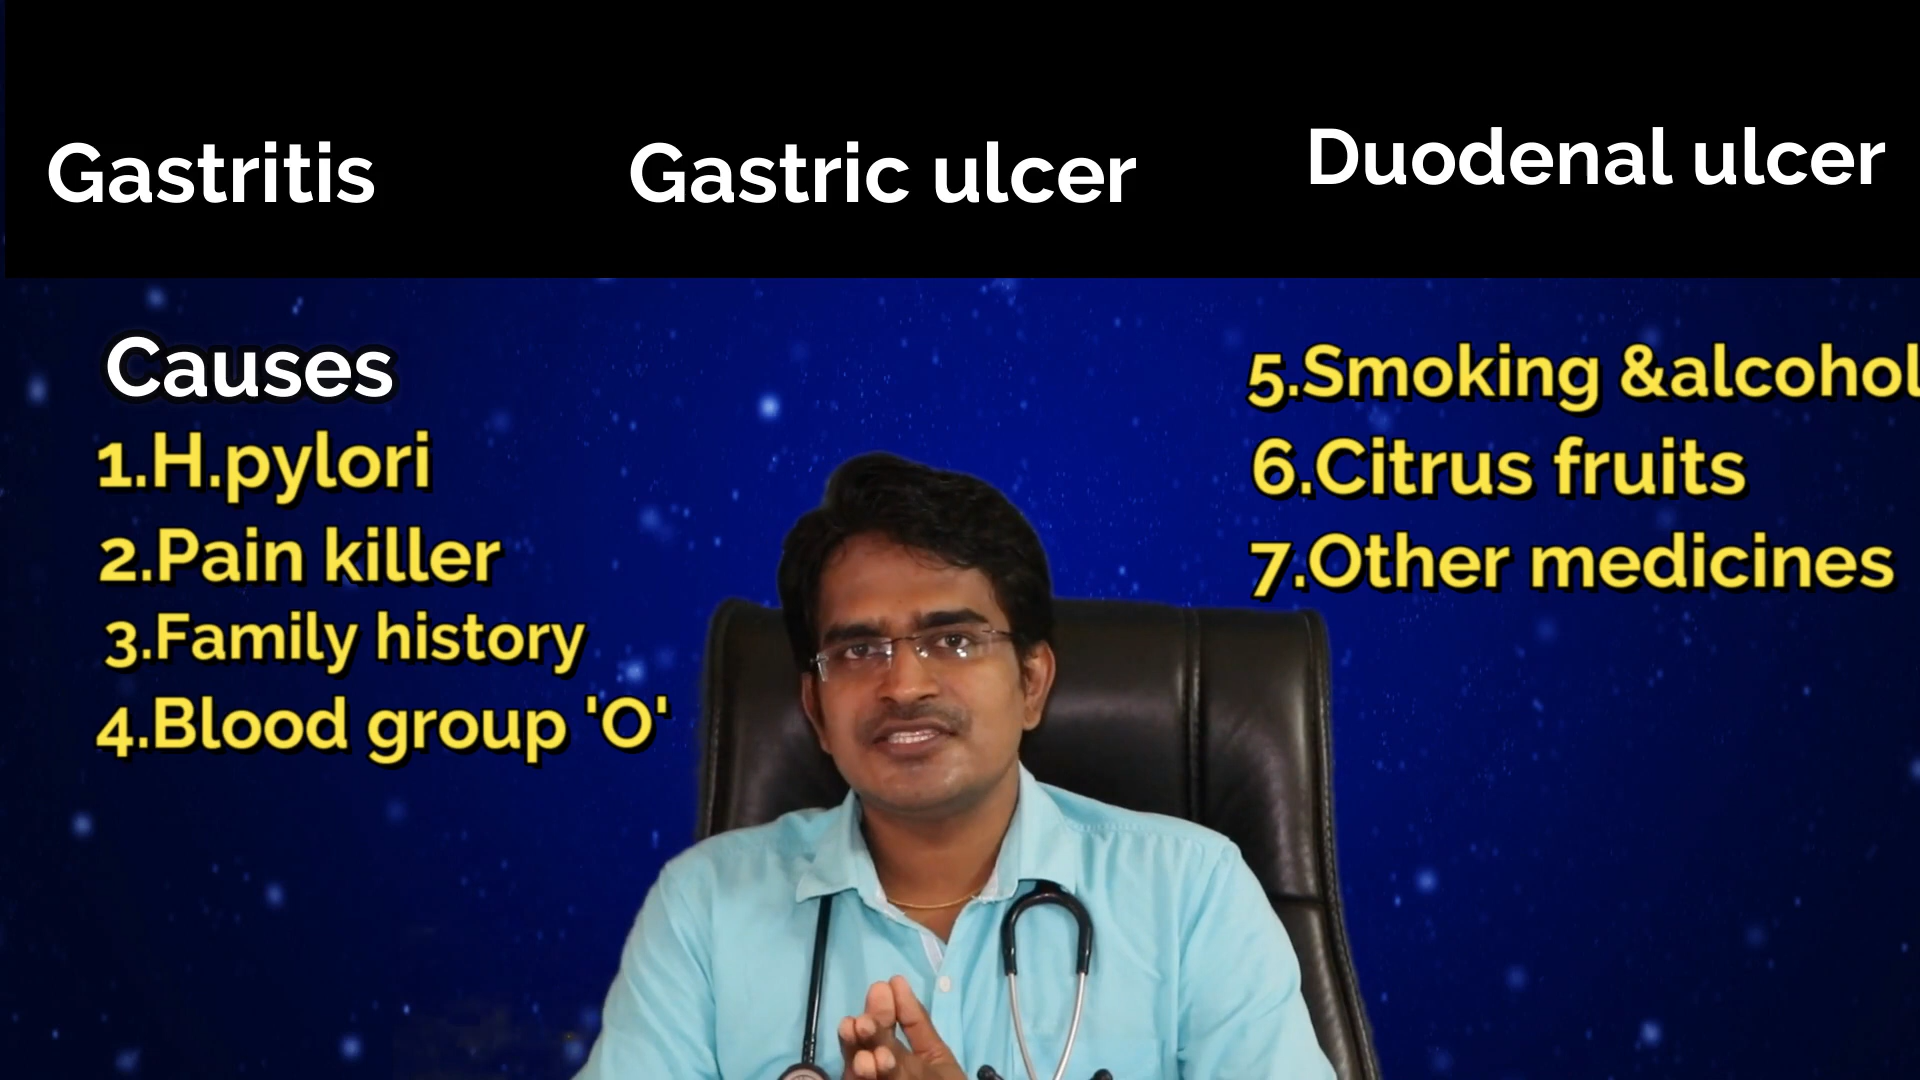 Gastritis
Gastric ulcer
Duodenal ulcer
Causes
1.H.pylori
2.Pain killer
3.Family history
4.Blood group 'O'
5.Smoking &alcohol
6.Citrus fruits
7.Other medicines